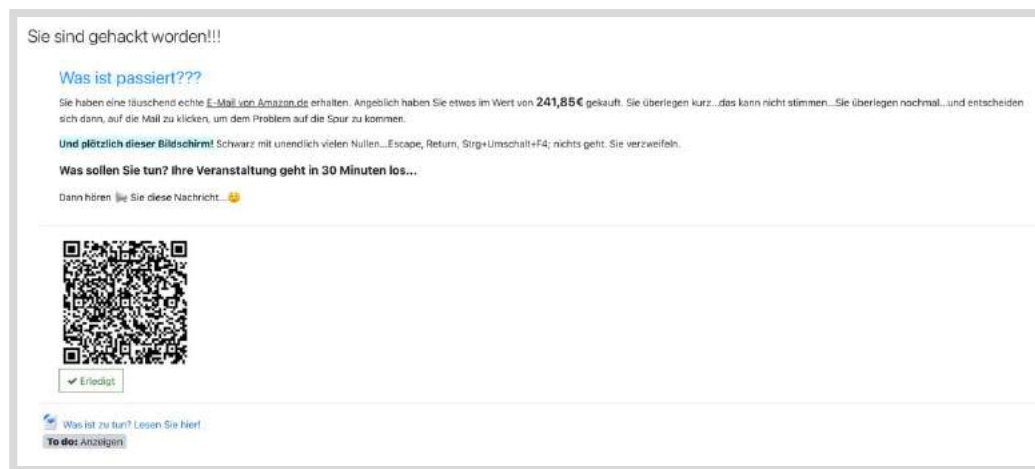 Sie sind gehackt worden!!!
Was ist passiert???
Sie haben eine täuschend echte E-Mail von Amazon.de erhalten. Angeblich haben Sie etwas im Wert von 241,85€ gekauft. Sie überlegen kurz...das kann nicht stimmen...Sie überlegen nochmal...und entscheiden
sich dann, auf die Mail zu klicken, um dem Problem auf die Spur zu kommen.
Und plötzlich dieser Bildschirm! Schwarz mit unendlich vielen Nullen...Escape, Return, Strg+Umschalt+F4; nichts geht. Sie verzweifeln.
Was sollen Sie tun? Ihre Veranstaltung geht in 30 Minuten los...
Dann hören Sie diese Nachricht...
Erledigt
Was ist zu tun? Lesen Sie hier!
To do: Anzeigen